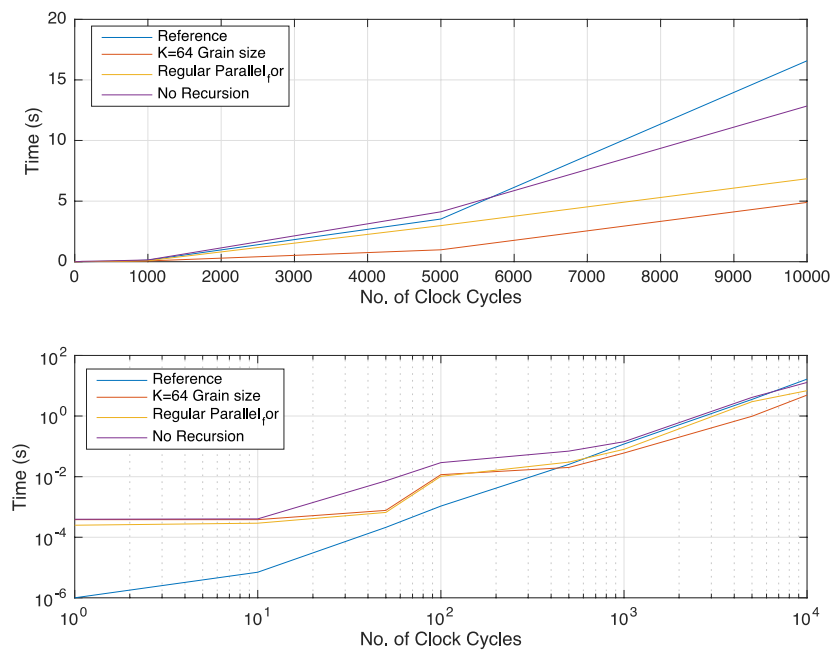 20
15
10
5
0
Time (s)
Reference
K=64 Grain size
Regular Parallel_for
No Recursion
0 1000 2000 3000 4000 5000 6000 7000 8000 9000 10000
No. of Clock Cycles
10^2
10^0
10^-2
10^-4
10^-6
Time (s)
Reference
K=64 Grain size
Regular Parallel_for
No Recursion
10^0 10^1 10^2 10^3 10^4
No. of Clock Cycles